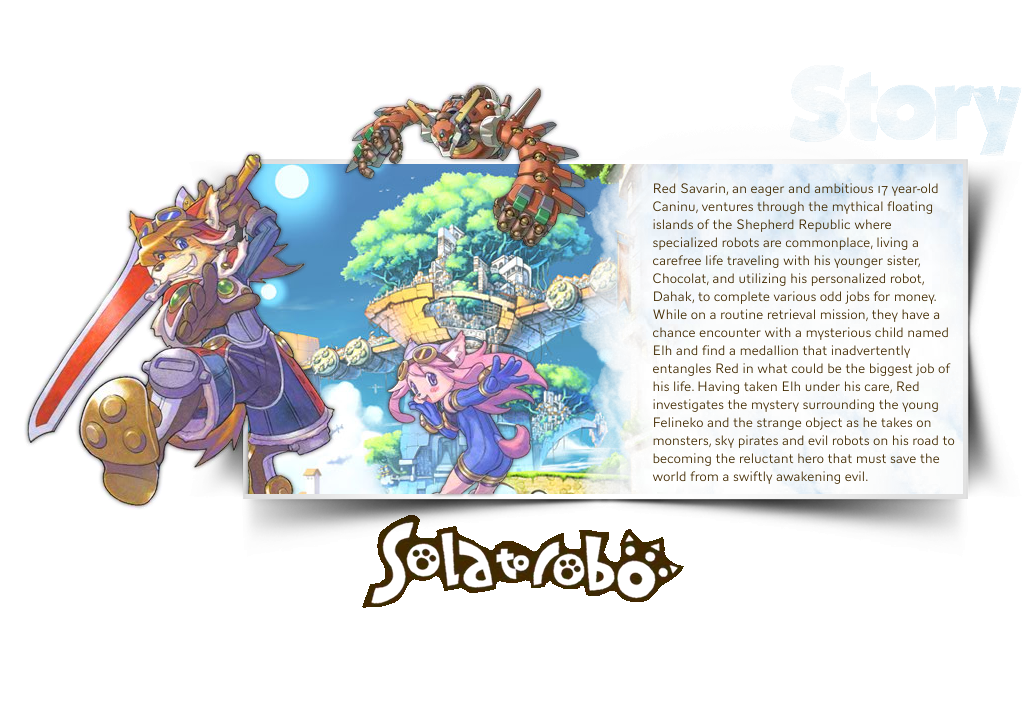 Story
Red Savarin, an eager and ambitious 17 year-old
Caninu, ventures through the mythical floating
islands of the Shepherd Republic where
specialized robots are commonplace, living a
carefree life traveling with his younger sister,
Chocolat, and utilizing his personalized robot,
Dahak, to complete various odd jobs for money.
While on a routine retrieval mission, they have a
chance encounter with a mysterious child named
Elh and find a medallion that inadvertently
entangles Red in what could be the biggest job of
his life. Having taken Elh under his care, Red
investigates the mystery surrounding the young
Felineko and the strange object as he takes on
monsters, sky pirates and evil robots on his road to
becoming the reluctant hero that must save the
world from a swiftly awakening evil.
Solatorobo